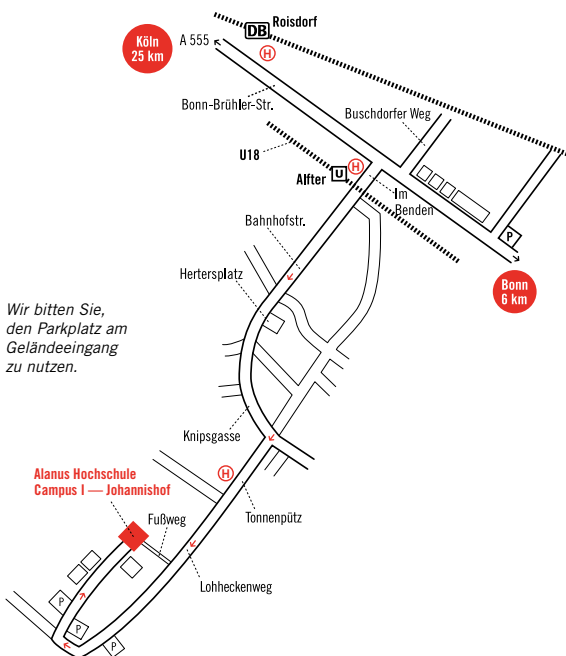 DB
Roisdorf
Köln
25 km
A 555
H
Bonn-Brühler-Str.
Buschdorfer Weg
U18
H
Alfter
U
Im
Benden
Bahnhofstr.
P
Hertersplatz
Bonn
6 km
Wir bitten Sie,
den Parkplatz am
Geländeeingang
zu nutzen.
Knipsgasse
H
Alanus Hochschule
Campus I — Johannishof
Tonnenpütz
Fußweg
Lohheckenweg
P
P
P